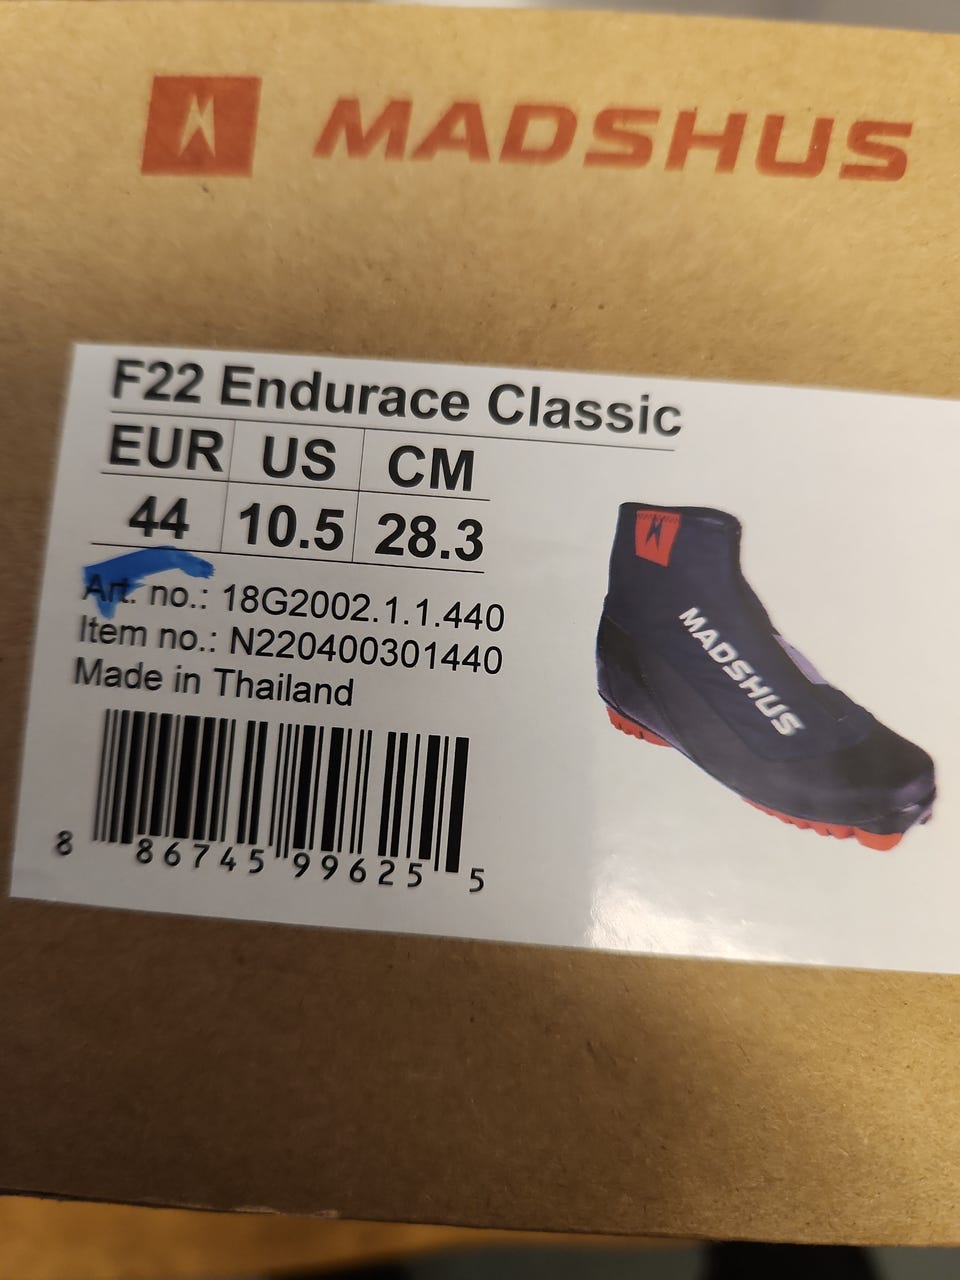 MADSHUS
F22 Endurace Classic
EUR US CM
44 10.5 28.3
Art. no.: 18G2002.1.1.440
Item no.: N220400301440
Made in Thailand
8 86745 99625 5
MADSHUS